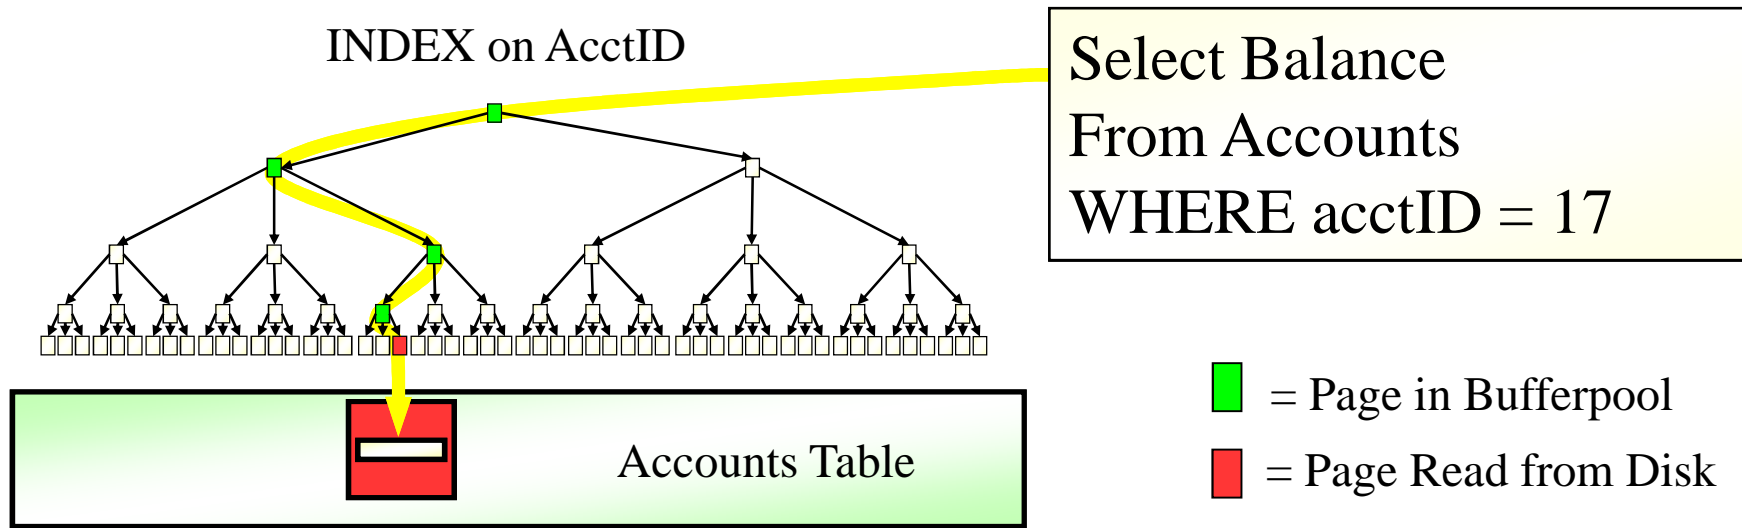 INDEX on AcctID
Select Balance
From Accounts
WHERE acctID = 17
Accounts Table
= Page in Bufferpool
= Page Read from Disk